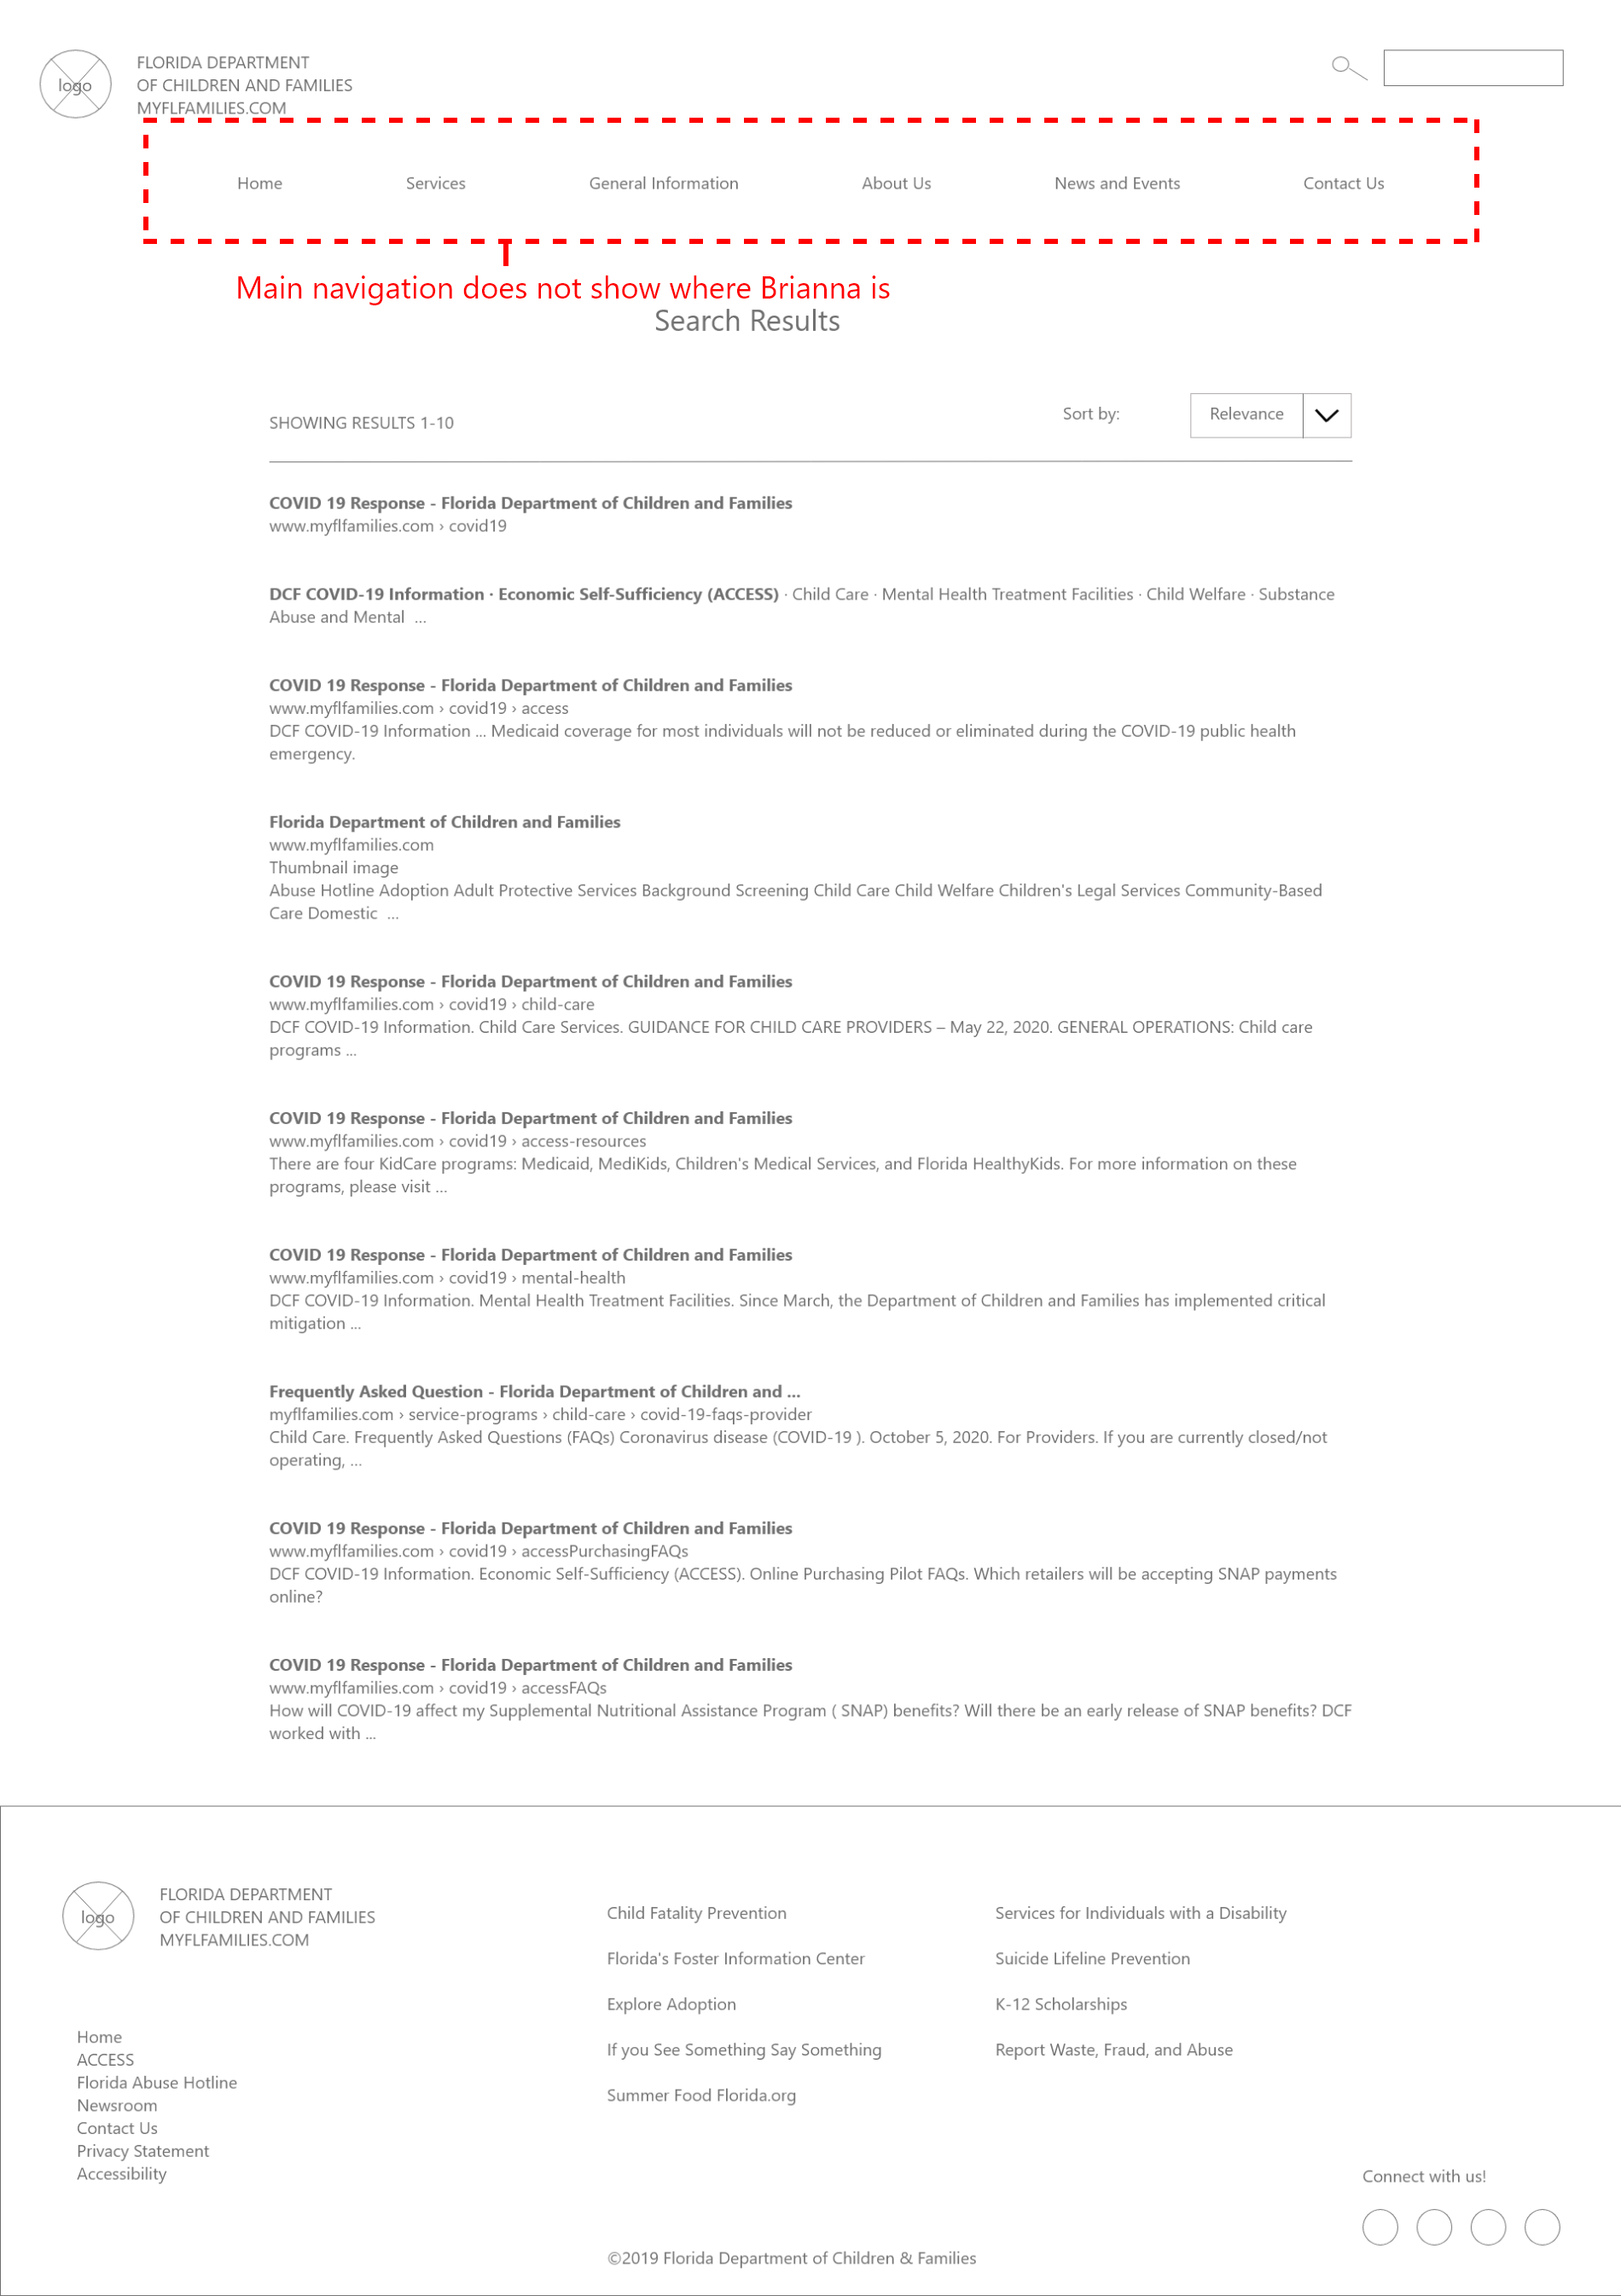 logo
FLORIDA DEPARTMENT
OF CHILDREN AND FAMILIES
MYFLFAMILIES.COM
Home Services General Information About Us News and Events Contact Us
Main navigation does not show where Brianna is
Search Results
SHOWING RESULTS 1-10
Sort by: Relevance
COVID 19 Response - Florida Department of Children and Families
www.myflfamilies.com › covid19
DCF COVID-19 Information · Economic Self-Sufficiency (ACCESS) · Child Care · Mental Health Treatment Facilities · Child Welfare · Substance
Abuse and Mental ...
COVID 19 Response - Florida Department of Children and Families
www.myflfamilies.com › covid19 › access
DCF COVID-19 Information ... Medicaid coverage for most individuals will not be reduced or eliminated during the COVID-19 public health
emergency.
Florida Department of Children and Families
www.myflfamilies.com
Thumbnail image
Abuse Hotline Adoption Adult Protective Services Background Screening Child Care Child Welfare Children's Legal Services Community-Based
Care Domestic ...
COVID 19 Response - Florida Department of Children and Families
www.myflfamilies.com › covid19 › child-care
DCF COVID-19 Information. Child Care Services. GUIDANCE FOR CHILD CARE PROVIDERS – May 22, 2020. GENERAL OPERATIONS: Child care
programs ...
COVID 19 Response - Florida Department of Children and Families
www.myflfamilies.com › covid19 › access-resources
There are four KidCare programs: Medicaid, MediKids, Children's Medical Services, and Florida HealthyKids. For more information on these
programs, please visit ...
COVID 19 Response - Florida Department of Children and Families
www.myflfamilies.com › covid19 › mental-health
DCF COVID-19 Information. Mental Health Treatment Facilities. Since March, the Department of Children and Families has implemented critical
mitigation ...
Frequently Asked Question - Florida Department of Children and ...
myflfamilies.com › service-programs › child-care › covid-19-faqs-provider
Child Care. Frequently Asked Questions (FAQs) Coronavirus disease (COVID-19 ). October 5, 2020. For Providers. If you are currently closed/not
operating, ...
COVID 19 Response - Florida Department of Children and Families
www.myflfamilies.com › covid19 › accessPurchasingFAQs
DCF COVID-19 Information. Economic Self-Sufficiency (ACCESS). Online Purchasing Pilot FAQs. Which retailers will be accepting SNAP payments
online?
COVID 19 Response - Florida Department of Children and Families
www.myflfamilies.com › covid19 › accessFAQs
How will COVID-19 affect my Supplemental Nutritional Assistance Program ( SNAP) benefits? Will there be an early release of SNAP benefits? DCF
worked with ...
logo
FLORIDA DEPARTMENT
OF CHILDREN AND FAMILIES
MYFLFAMILIES.COM
Home
ACCESS
Florida Abuse Hotline
Newsroom
Contact Us
Privacy Statement
Accessibility
Child Fatality Prevention
Florida's Foster Information Center
Explore Adoption
If you See Something Say Something
Summer Food Florida.org
Services for Individuals with a Disability
Suicide Lifeline Prevention
K-12 Scholarships
Report Waste, Fraud, and Abuse
Connect with us!
©2019 Florida Department of Children & Families